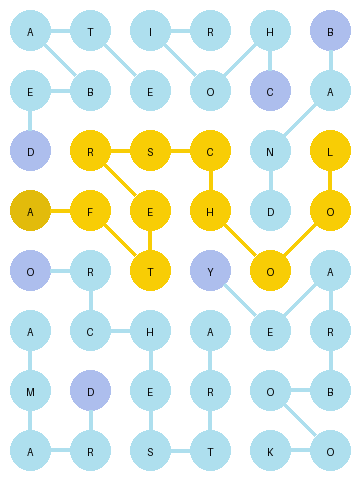 A T I R H B
E B E O C A
D R S C N L
A F E H D O
O R T Y O A
A C H A E R
M D E R O B
A R S T K O